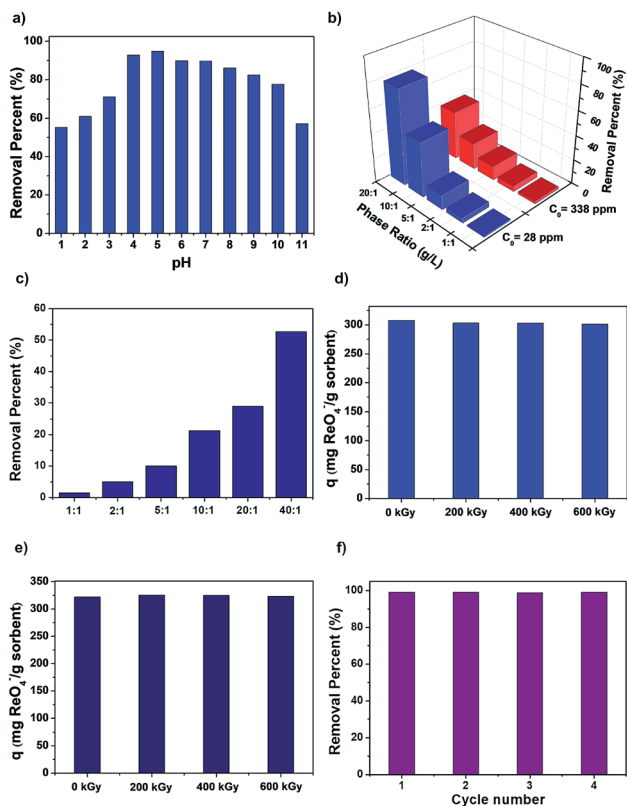 a)
Removal Percent (%)
100
80
60
40
20
0
1 2 3 4 5 6 7 8 9 10 11
pH
b)
100
80
60
40
20
0
Removal Percent (%)
20:1
10:1
5:1
2:1
1:1
Phase Ratio (g/L)
C₀= 338 ppm
C₀= 28 ppm
c)
Removal Percent (%)
60
50
40
30
20
10
0
1:1 2:1 5:1 10:1 20:1 40:1
d)
q (mg ReO₄⁻/g sorbent)
300
250
200
150
100
50
0
0 kGy 200 kGy 400 kGy 600 kGy
e)
q (mg ReO₄⁻/g sorbent)
350
300
250
200
150
100
50
0
0 kGy 200 kGy 400 kGy 600 kGy
f)
Removal Percent (%)
100
80
60
40
20
0
1 2 3 4
Cycle number